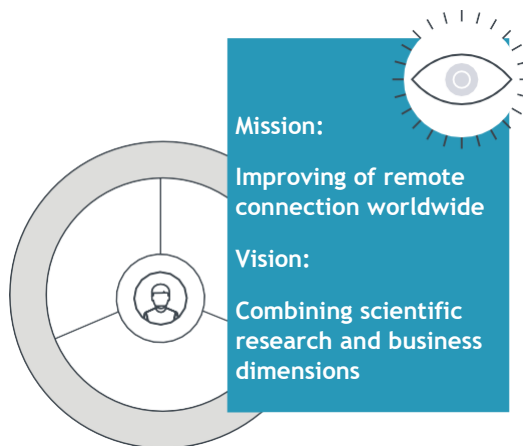 Mission:
Improving of remote
connection worldwide
Vision:
Combining scientific
research and business
dimensions